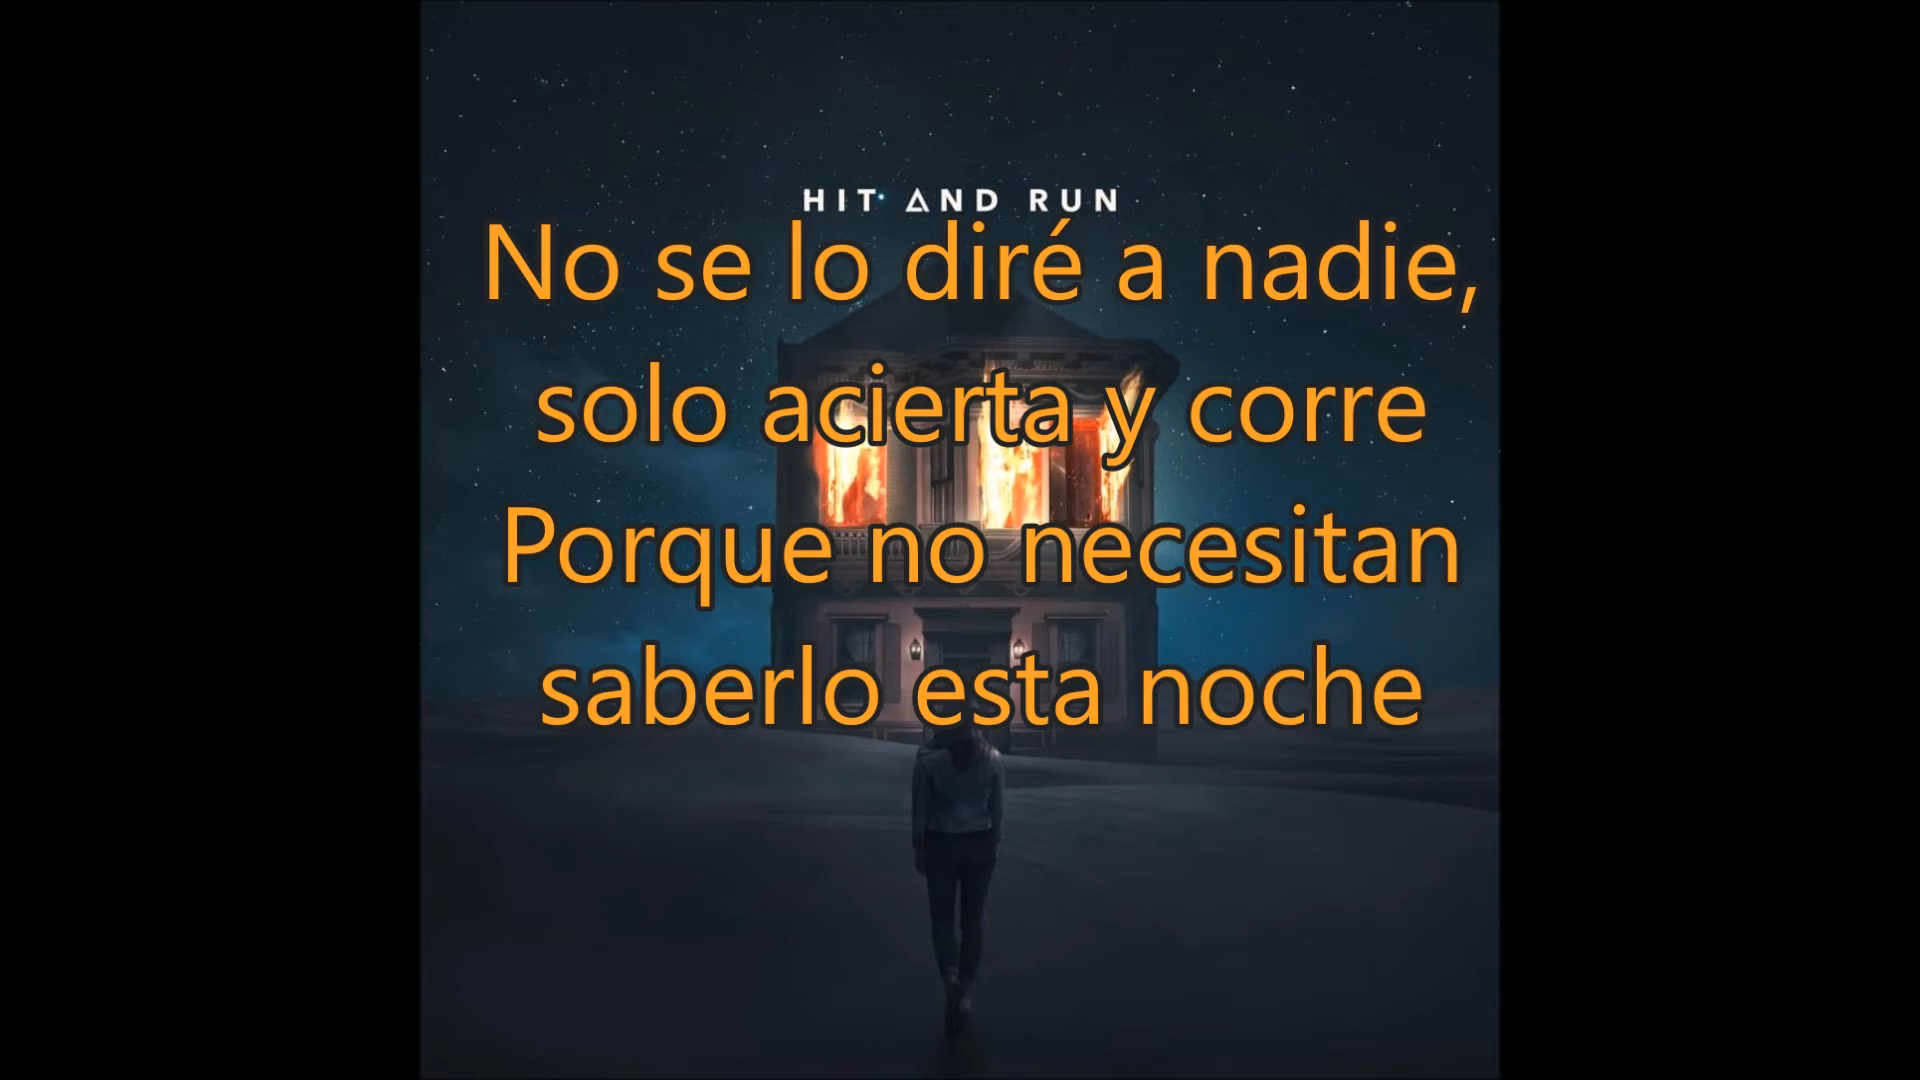 HIT AND RUN
No se lo diré a nadie,
solo acierta y corre
Porque no necesitan
saberlo esta noche